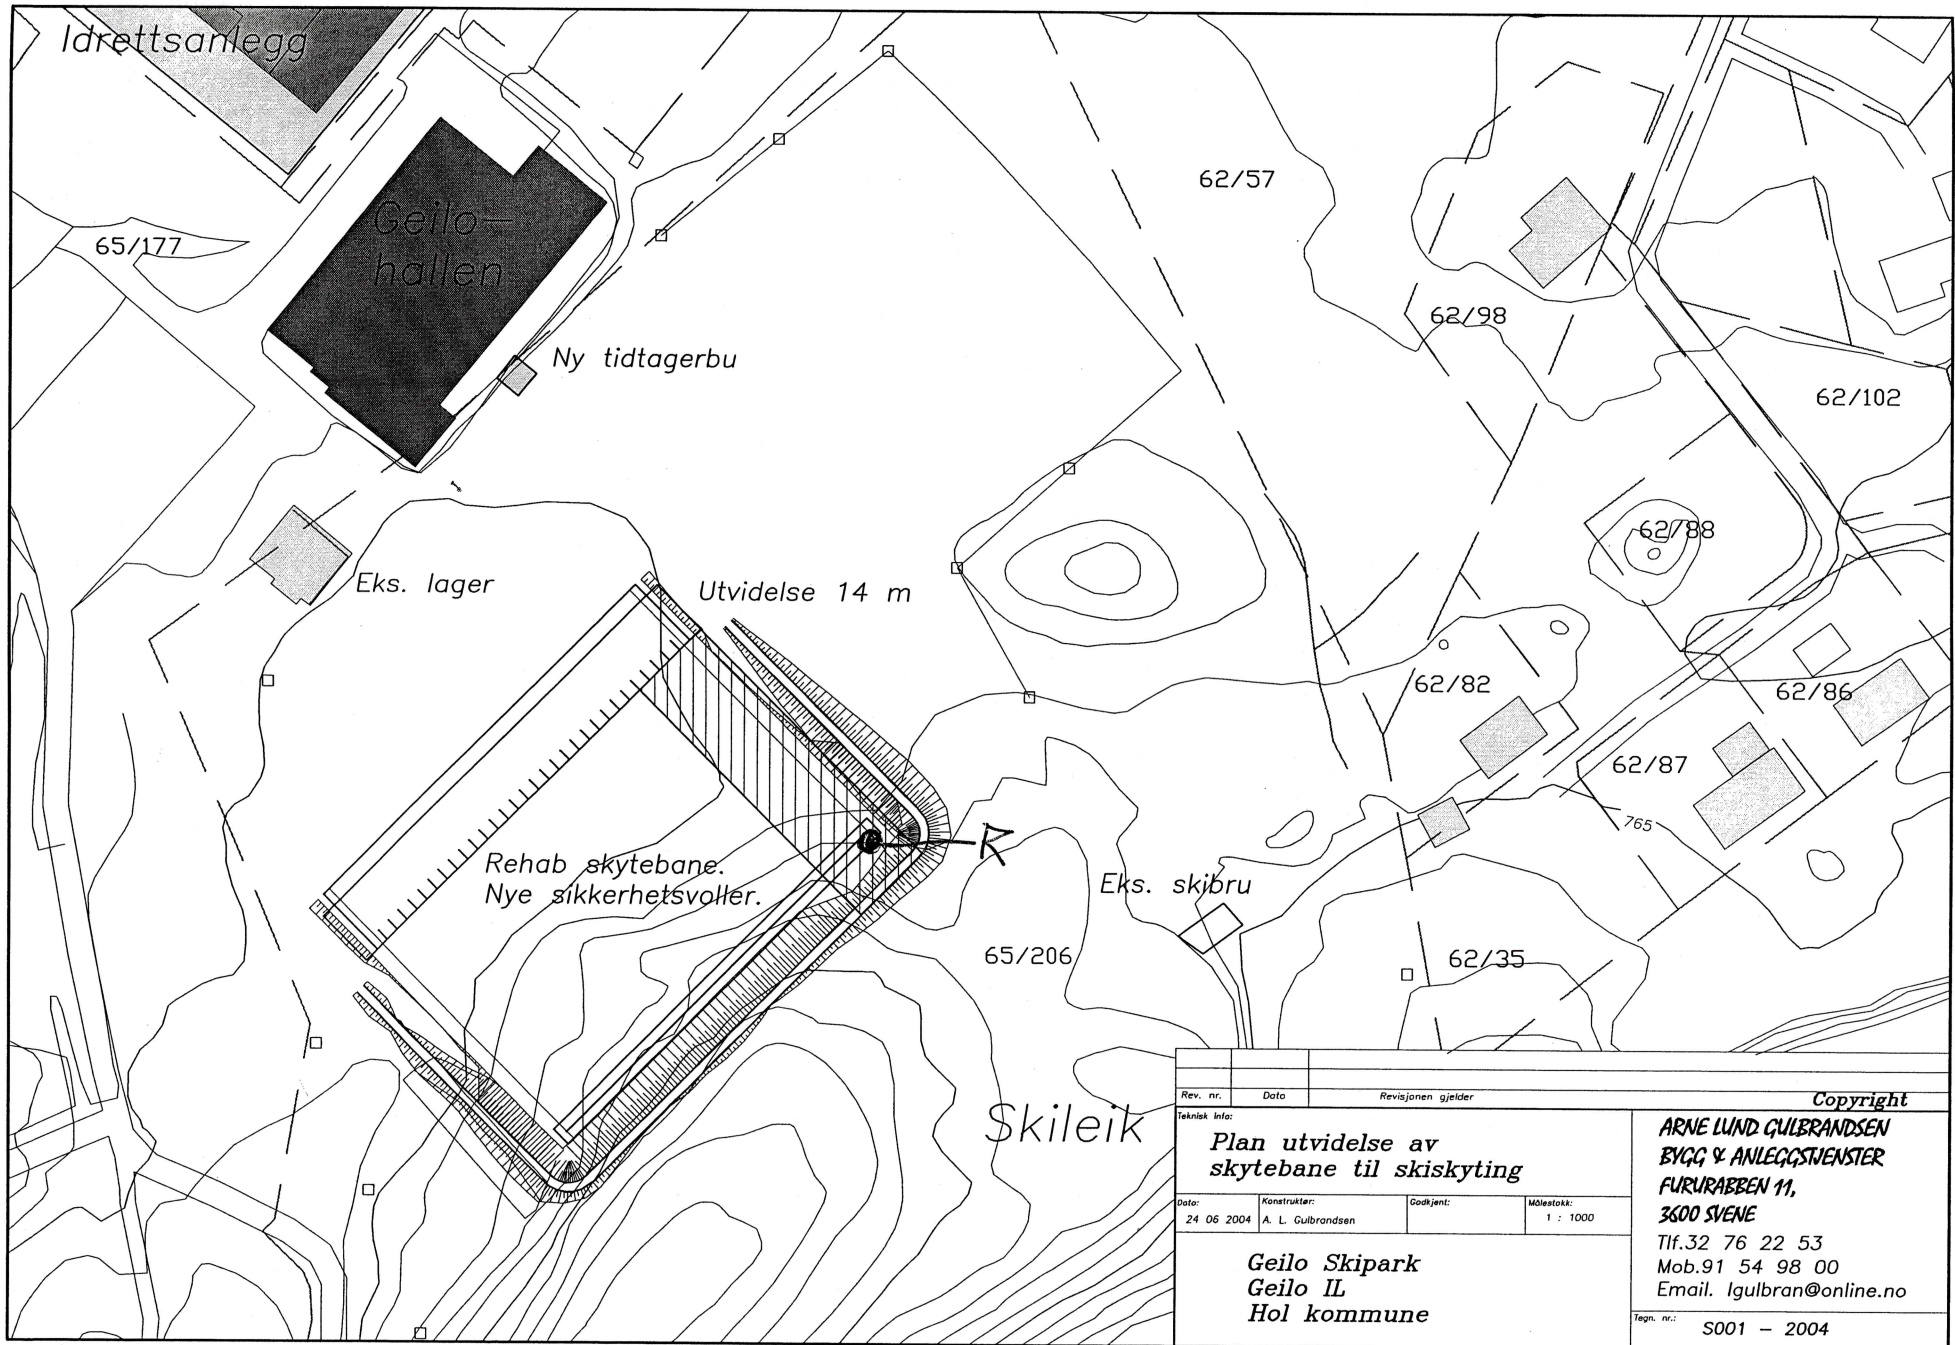 Idrettsanlegg
65/177
Geilo-
hallen
Ny tidtagerbu
62/57
62/98
62/102
62/88
Eks. lager
Utvidelse 14 m
62/82
62/86
62/87
765
Rehab skytebane.
Nye sikkerhetsvoller.
R
Eks. skibru
65/206
62/35
Skileik
Rev. nr.
Dato
Revisjonen gjelder
Copyright
Teknisk info:
Plan utvidelse av
skytebane til skiskyting
Dato:
24 06 2004
Konstruktør:
A. L. Gulbrandsen
Godkjent:
Målestokk:
1 : 1000
Geilo Skipark
Geilo IL
Hol kommune
ARNE LUND GULBRANDSEN
BYGG & ANLEGGSTJENSTER
FURURABBEN 11,
3600 SVENE
Tlf.32 76 22 53
Mob.91 54 98 00
Email. lgulbran@online.no
Tegn. nr.:
S001 - 2004